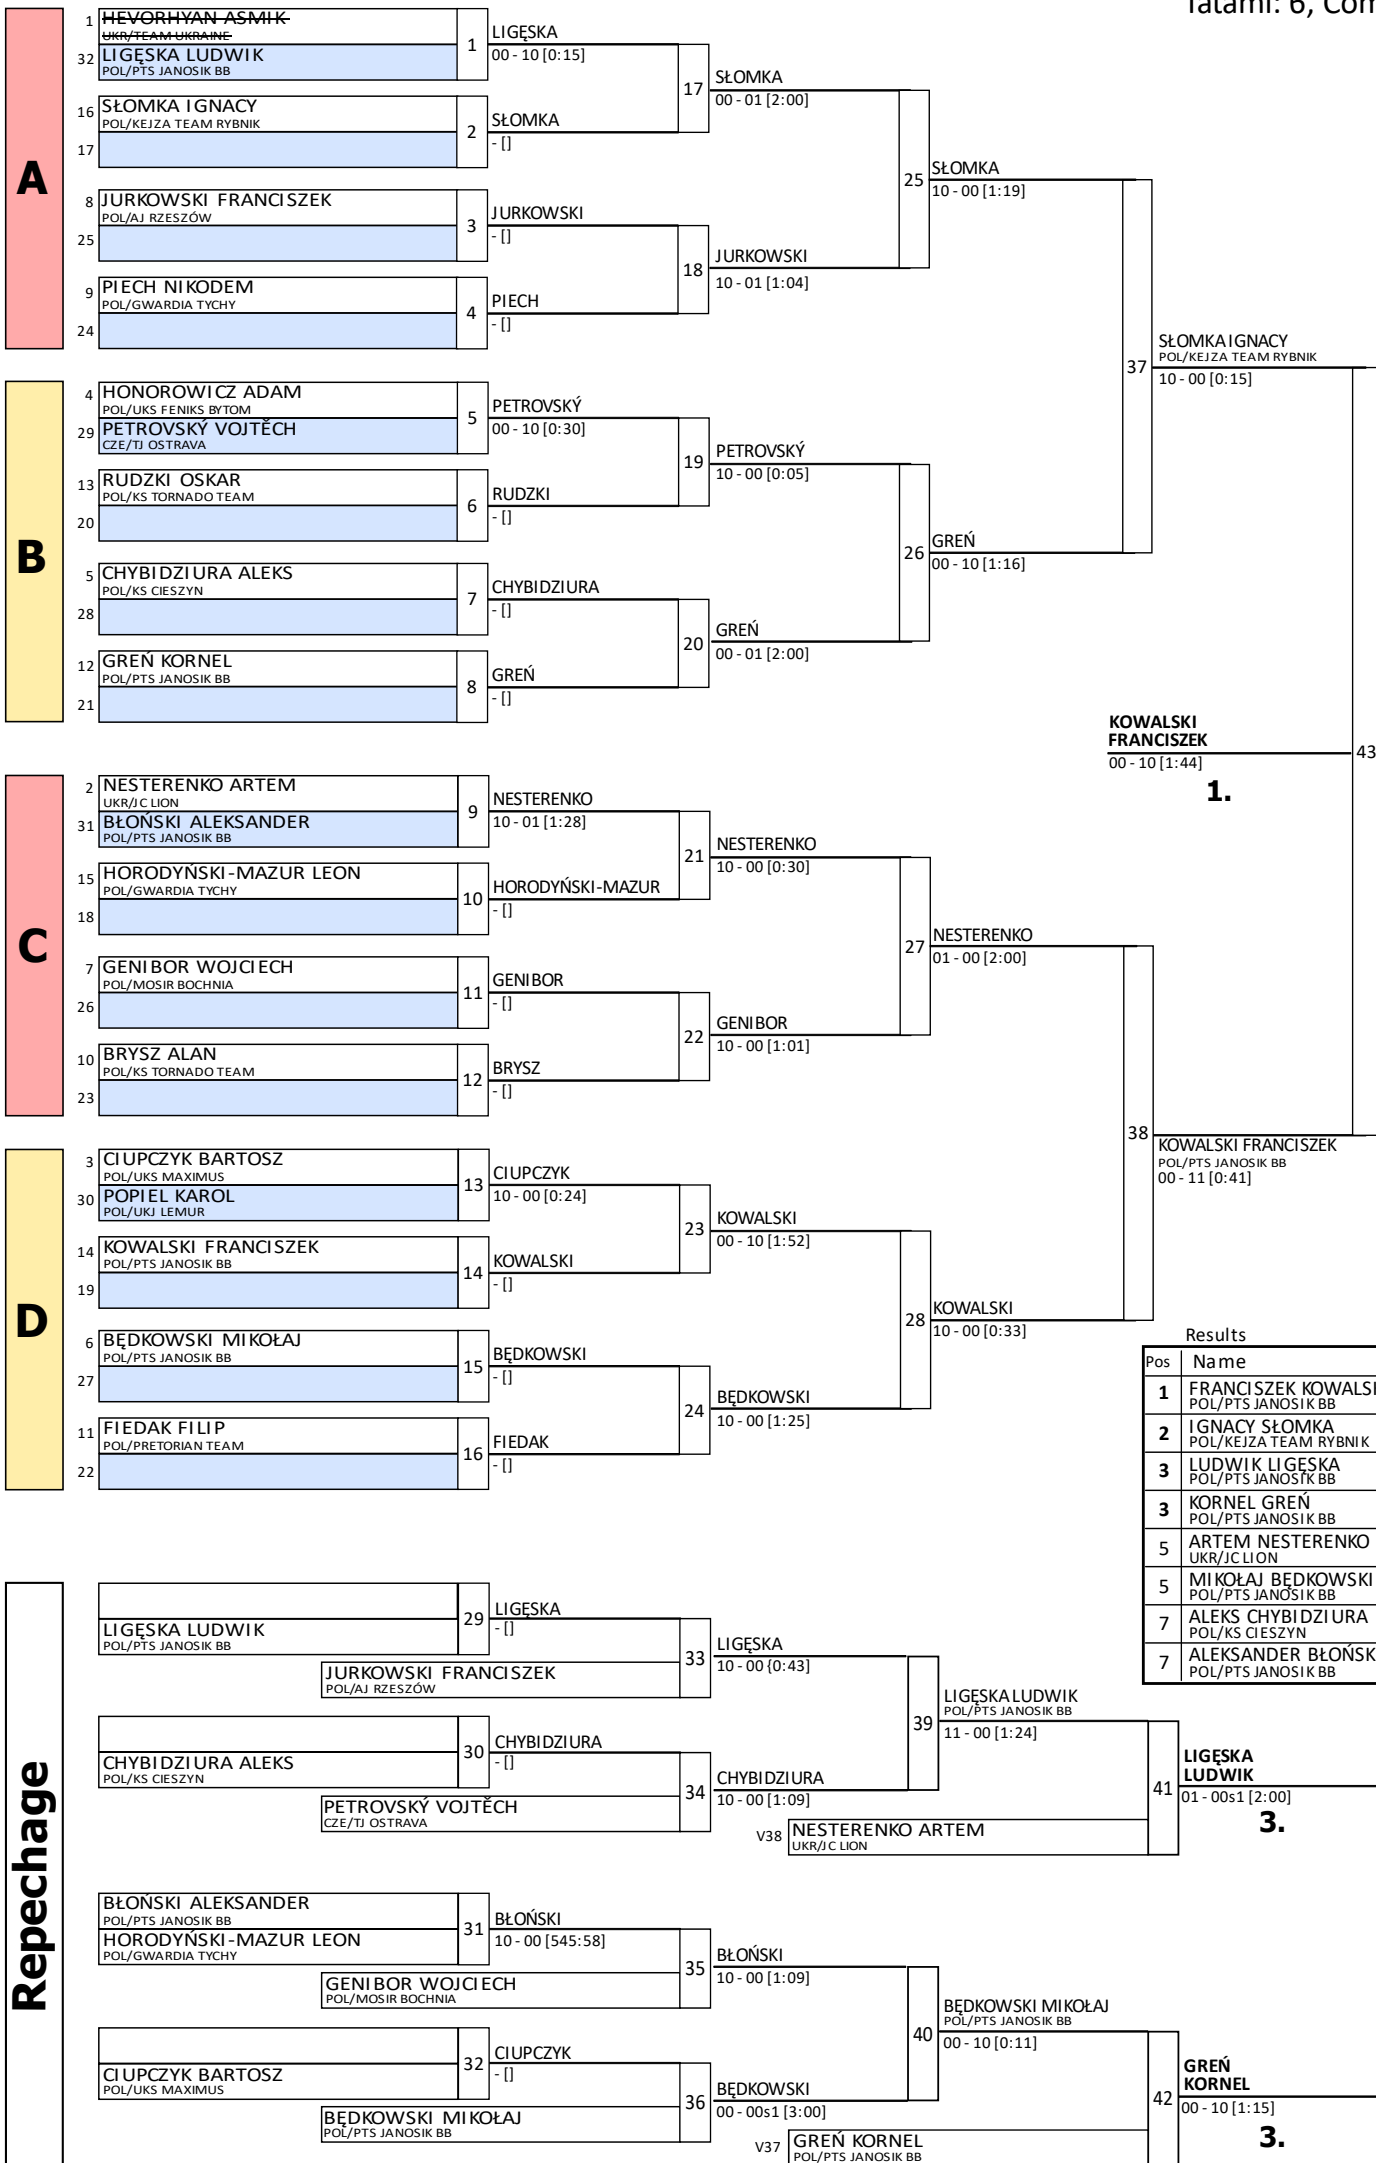 Tatami: 6, Com
A
1 HEVORHYAN ASMIK
UKR/TEAM UKRAINE
32 LIGĘSKA LUDWIK
POL/PTS JANOSIK BB
1
LIGĘSKA
00 - 10 [0:15]
16 SŁOMKA IGNACY
POL/KEJZA TEAM RYBNIK
17
2
SŁOMKA
- []
17
SŁOMKA
00 - 01 [2:00]
8 JURKOWSKI FRANCISZEK
POL/AJ RZESZÓW
25
3
JURKOWSKI
- []
9 PIECH NIKODEM
POL/GWARDIA TYCHY
24
4
PIECH
- []
18
JURKOWSKI
10 - 01 [1:04]
25
SŁOMKA
10 - 00 [1:19]
B
4 HONOROWICZ ADAM
POL/UKS FENIKS BYTOM
29 PETROVSKÝ VOJTĚCH
CZE/TJ OSTRAVA
5
PETROVSKÝ
00 - 10 [0:30]
13 RUDZKI OSKAR
POL/KS TORNADO TEAM
20
6
RUDZKI
- []
19
PETROVSKÝ
10 - 00 [0:05]
5 CHYBIDZIURA ALEKS
POL/KS CIESZYN
28
7
CHYBIDZIURA
- []
12 GREŃ KORNEL
POL/PTS JANOSIK BB
21
8
GREŃ
- []
20
GREŃ
00 - 01 [2:00]
26
GREŃ
00 - 10 [1:16]
37
SŁOMKA IGNACY
POL/KEJZA TEAM RYBNIK
10 - 00 [0:15]
KOWALSKI
FRANCISZEK
00 - 10 [1:44]
1.
43
C
2 NESTERENKO ARTEM
UKR/JC LION
31 BŁOŃSKI ALEKSANDER
POL/PTS JANOSIK BB
9
NESTERENKO
10 - 01 [1:28]
15 HORODYŃSKI-MAZUR LEON
POL/GWARDIA TYCHY
18
10
HORODYŃSKI-MAZUR
- []
21
NESTERENKO
10 - 00 [0:30]
7 GENIBOR WOJCIECH
POL/MOSIR BOCHNIA
26
11
GENIBOR
- []
10 BRYSZ ALAN
POL/KS TORNADO TEAM
23
12
BRYSZ
- []
22
GENIBOR
10 - 00 [1:01]
27
NESTERENKO
01 - 00 [2:00]
D
3 CIUPCZYK BARTOSZ
POL/UKS MAXIMUS
30 POPIEL KAROL
POL/UKJ LEMUR
13
CIUPCZYK
10 - 00 [0:24]
14 KOWALSKI FRANCISZEK
POL/PTS JANOSIK BB
19
14
KOWALSKI
- []
23
KOWALSKI
00 - 10 [1:52]
6 BĘDKOWSKI MIKOŁAJ
POL/PTS JANOSIK BB
27
15
BĘDKOWSKI
- []
11 FIEDAK FILIP
POL/PRETORIAN TEAM
22
16
FIEDAK
- []
24
BĘDKOWSKI
10 - 00 [1:25]
28
KOWALSKI
10 - 00 [0:33]
38
KOWALSKI FRANCISZEK
POL/PTS JANOSIK BB
00 - 11 [0:41]
Results
Pos Name
1 FRANCISZEK KOWALSK
POL/PTS JANOSIK BB
2 IGNACY SŁOMKA
POL/KEJZA TEAM RYBNIK
3 LUDWIK LIGĘSKA
POL/PTS JANOSIK BB
3 KORNEL GREŃ
POL/PTS JANOSIK BB
5 ARTEM NESTERENKO
UKR/JC LION
5 MIKOŁAJ BĘDKOWSKI
POL/PTS JANOSIK BB
7 ALEKS CHYBIDZIURA
POL/KS CIESZYN
7 ALEKSANDER BŁOŃSK
POL/PTS JANOSIK BB
Repechage
LIGĘSKA LUDWIK
POL/PTS JANOSIK BB
29
LIGĘSKA
- []
JURKOWSKI FRANCISZEK
POL/AJ RZESZÓW
33
LIGĘSKA
10 - 00 {0:43]
CHYBIDZIURA ALEKS
POL/KS CIESZYN
30
CHYBIDZIURA
- []
PETROVSKÝ VOJTĚCH
CZE/TJ OSTRAVA
34
CHYBIDZIURA
10 - 00 [1:09]
39
LIGĘSKA LUDWIK
POL/PTS JANOSIK BB
11 - 00 [1:24]
V38 NESTERENKO ARTEM
UKR/JC LION
41
LIGĘSKA
LUDWIK
01 - 00s1 [2:00]
3.
BŁOŃSKI ALEKSANDER
POL/PTS JANOSIK BB
HORODYŃSKI-MAZUR LEON
POL/GWARDIA TYCHY
31
BŁOŃSKI
10 - 00 [545:58]
GENIBOR WOJCIECH
POL/MOSIR BOCHNIA
35
BŁOŃSKI
10 - 00 [1:09]
CIUPCZYK BARTOSZ
POL/UKS MAXIMUS
32
CIUPCZYK
- []
BĘDKOWSKI MIKOŁAJ
POL/PTS JANOSIK BB
36
BĘDKOWSKI
00 - 00s1 [3:00]
40
BĘDKOWSKI MIKOŁAJ
POL/PTS JANOSIK BB
00 - 10 [0:11]
V37 GREŃ KORNEL
POL/PTS JANOSIK BB
42
GREŃ
KORNEL
00 - 10 [1:15]
3.